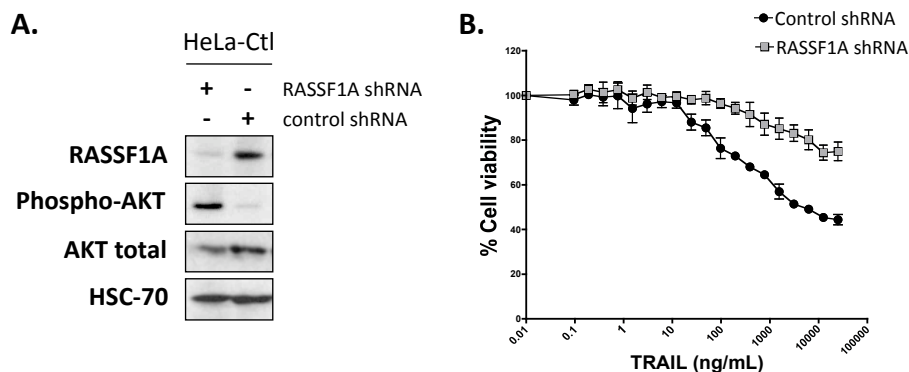 A.
HeLa-Ctl
+ - RASSF1A shRNA
- + control shRNA
RASSF1A
Phospho-AKT
AKT total
HSC-70
B.
Control shRNA
RASSF1A shRNA
% Cell viability
120
100
80
60
40
20
0
0.01
0.1
1
10
100
1000
10000
100000
TRAIL (ng/mL)